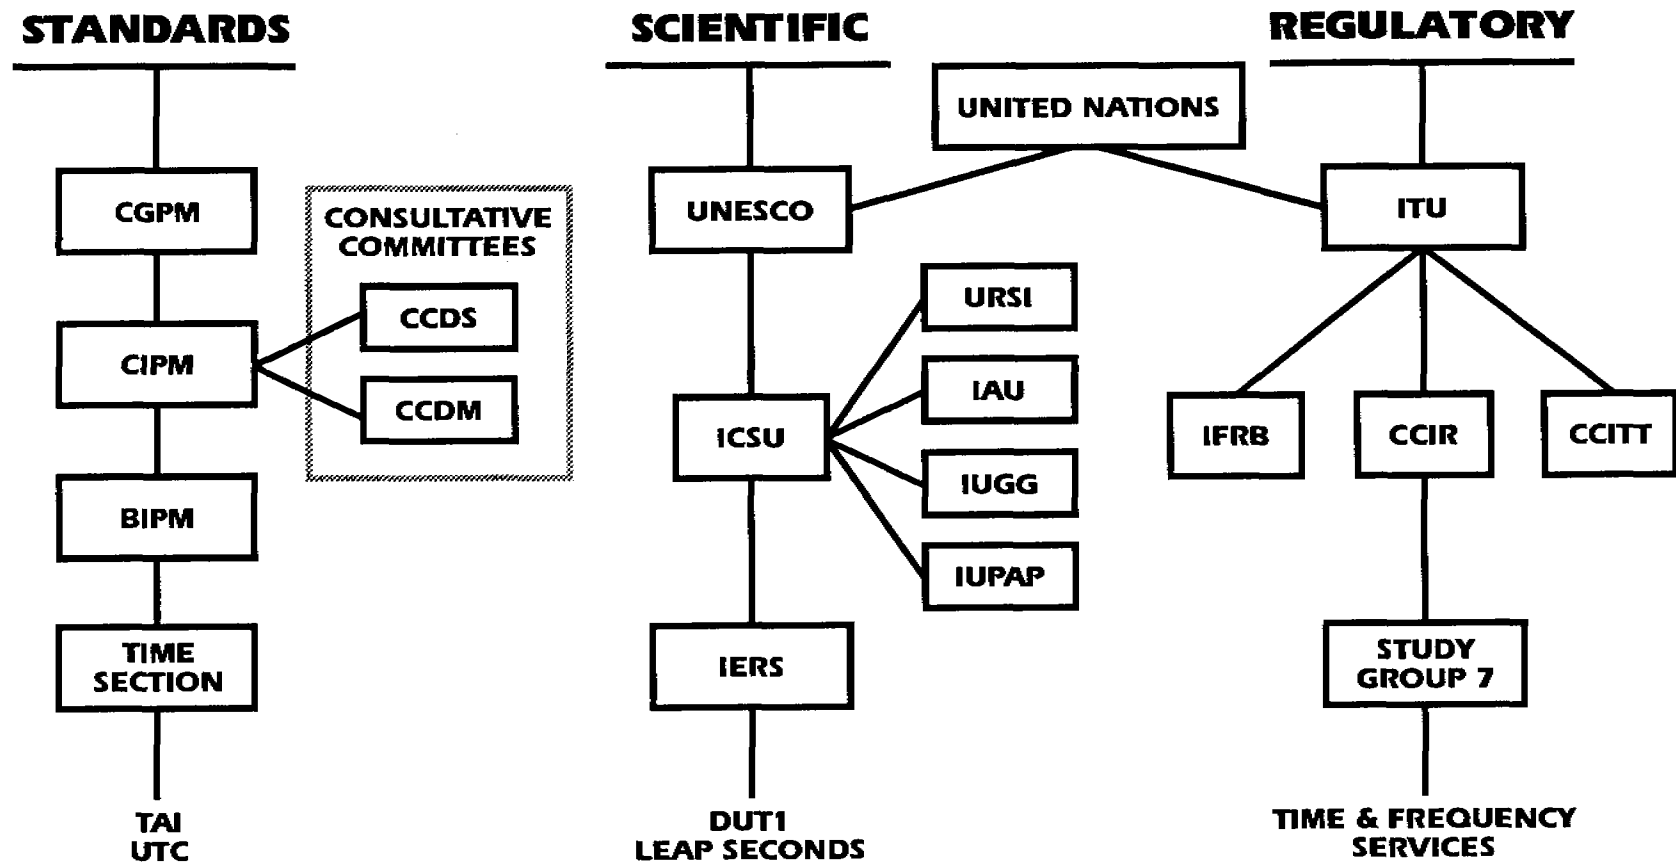 STANDARDS
CGPM
CONSULTATIVE
COMMITTEES
CCDS
CIPM
CCDM
BIPM
TIME
SECTION
TAI
UTC
SCIENTIFIC
UNITED NATIONS
UNESCO
URSI
IAU
ICSU
IUGG
IUPAP
IERS
DUT1
LEAP SECONDS
REGULATORY
ITU
IFRB
CCIR
CCITT
STUDY
GROUP 7
TIME & FREQUENCY
SERVICES